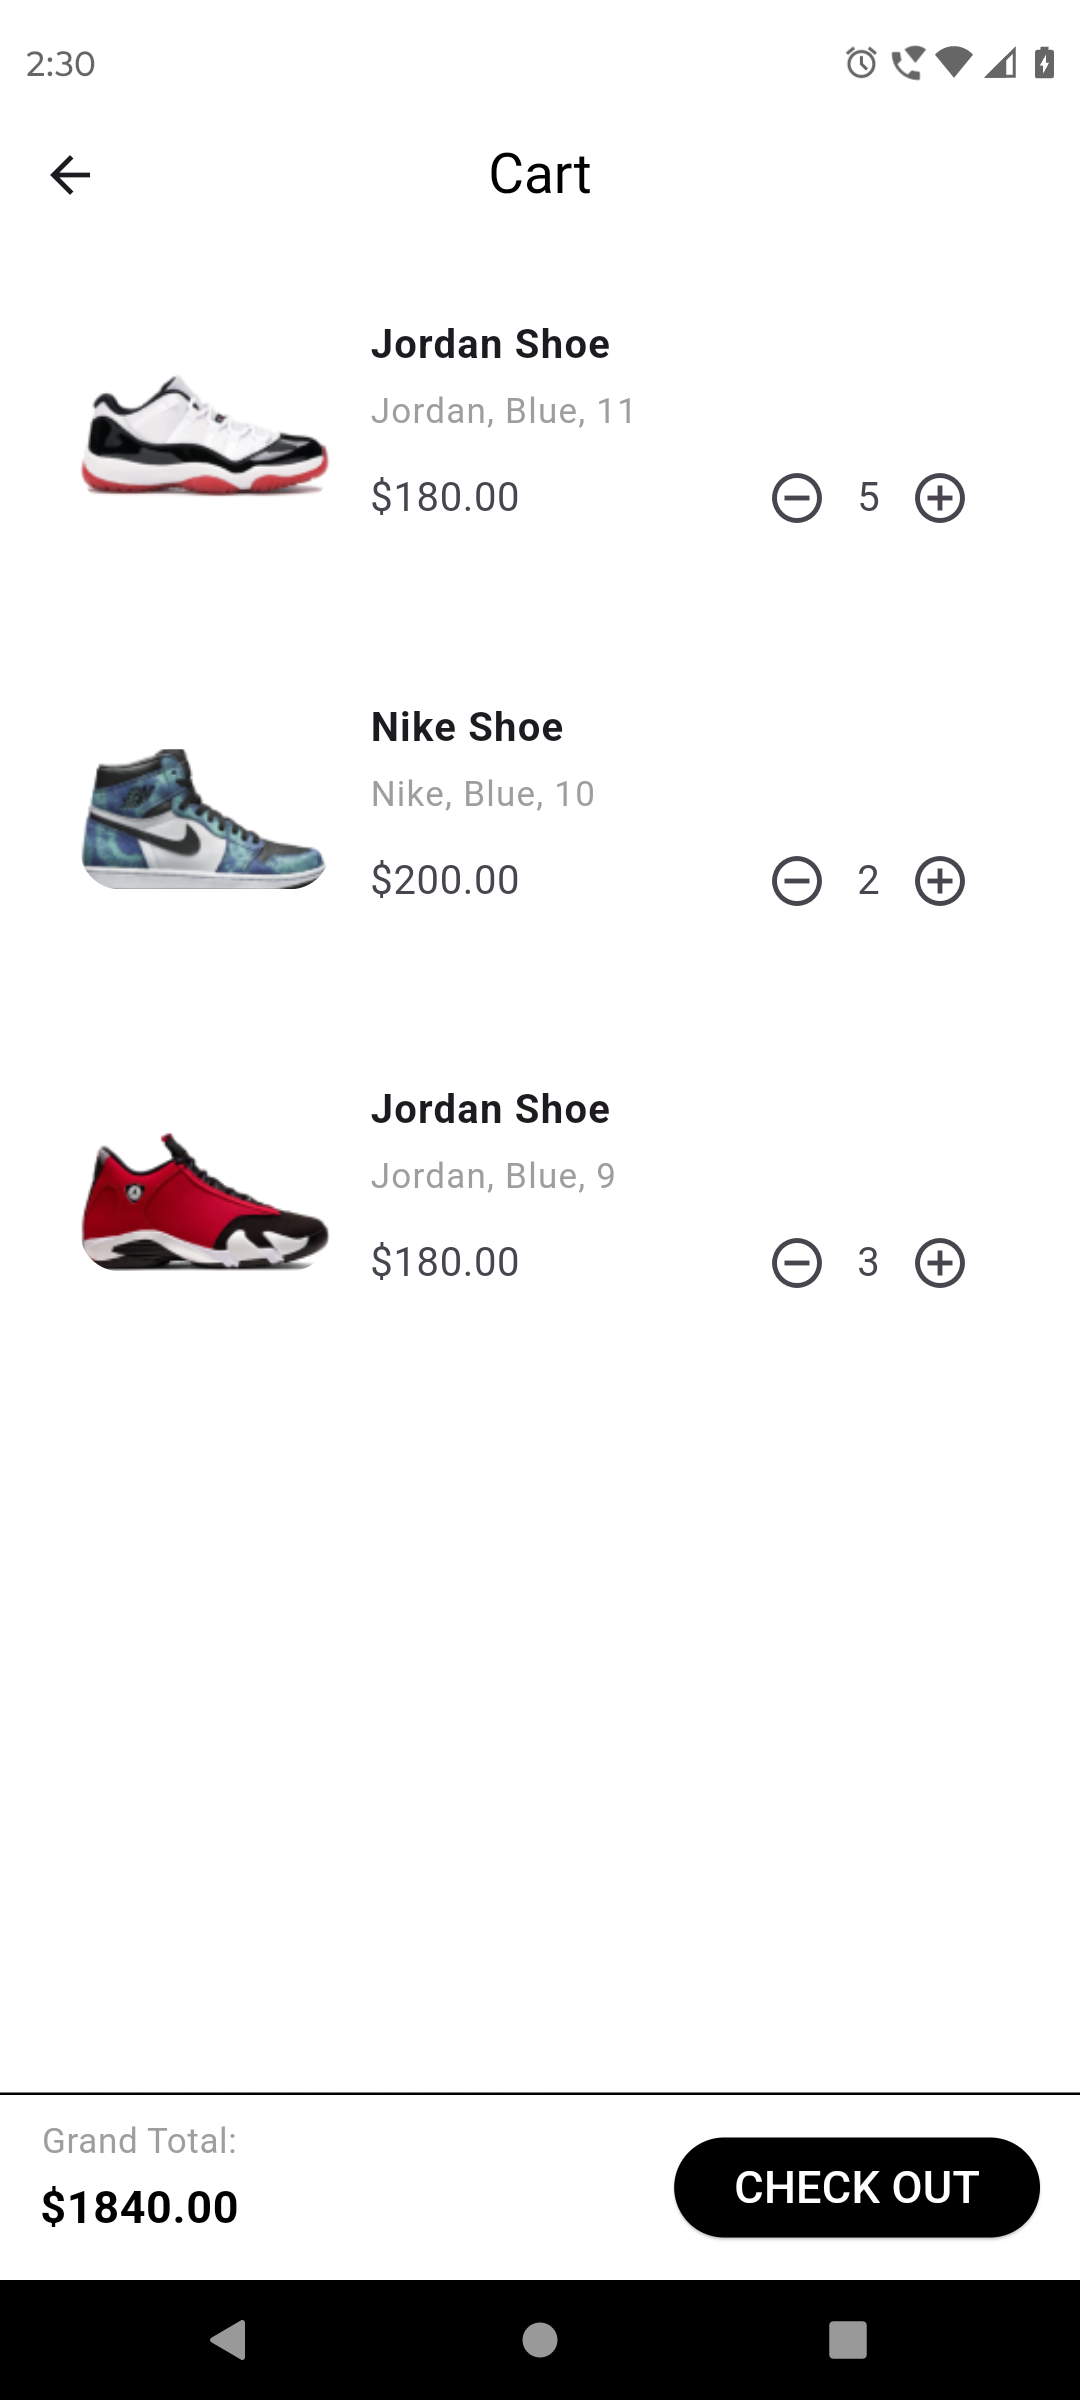 2:30
Cart
Jordan Shoe
Jordan, Blue, 11
$180.00
5
Nike Shoe
Nike, Blue, 10
$200.00
2
Jordan Shoe
Jordan, Blue, 9
$180.00
3
Grand Total:
$1840.00
CHECK OUT